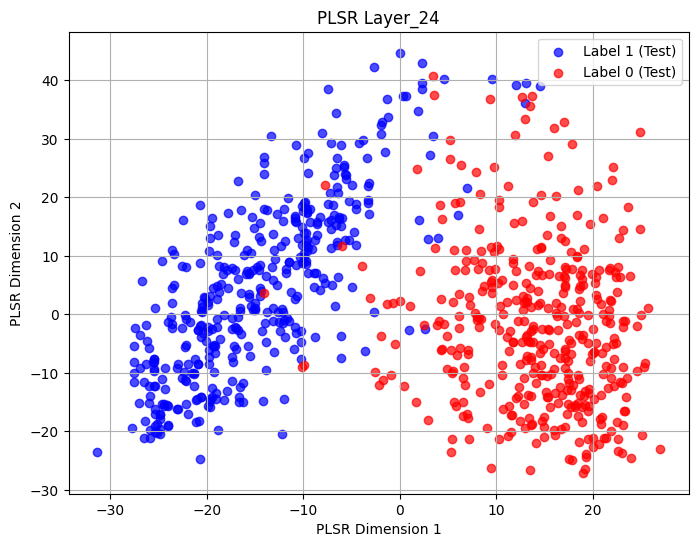 PLSR Layer_24
Label 1 (Test)
Label 0 (Test)
40
30
20
10
0
−10
−20
−30
PLSR Dimension 2
−30
−20
−10
0
10
20
PLSR Dimension 1